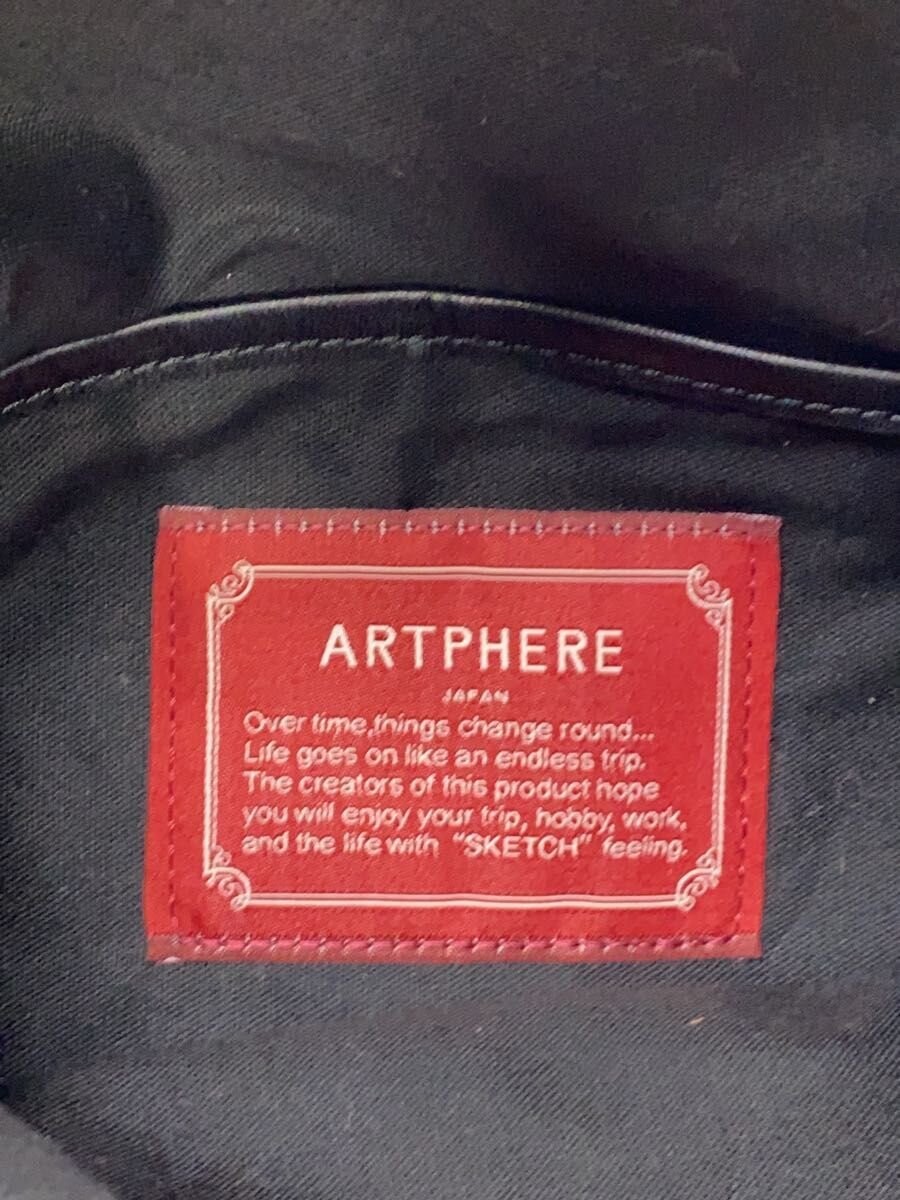 ARTPHERE
JAPAN
Over time,things change round...
Life goes on like an endless trip.
The creators of this product hope
you will enjoy your trip, hobby, work,
and the life with "SKETCH" feeling.